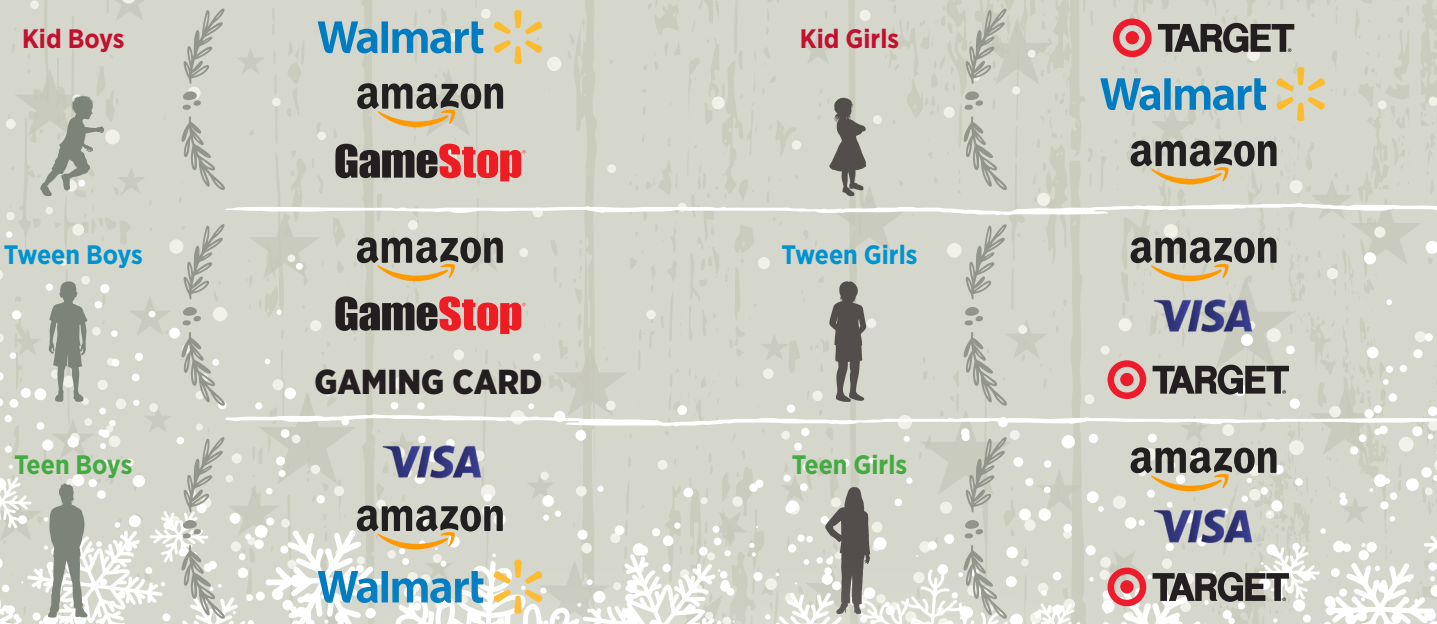 Kid Boys
Walmart
amazon
GameStop
Kid Girls
TARGET
Walmart
amazon
Tween Boys
amazon
GameStop
GAMING CARD
Tween Girls
amazon
VISA
TARGET
Teen Boys
VISA
amazon
Walmart
Teen Girls
amazon
VISA
TARGET